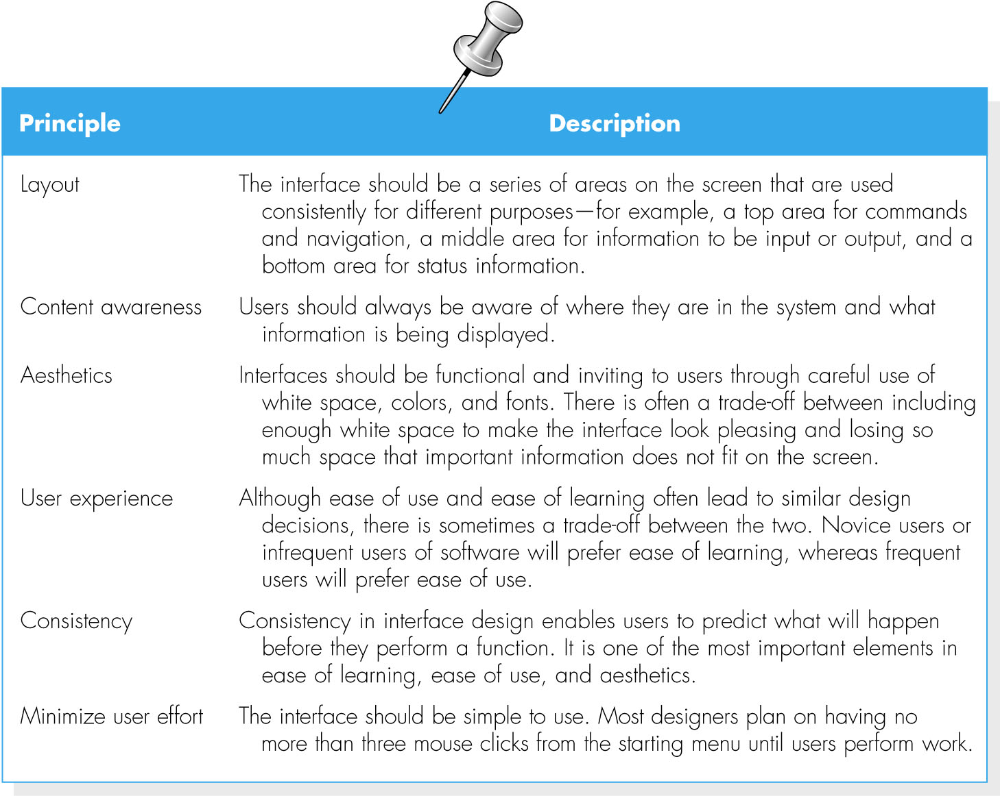 Principle Description
Layout The interface should be a series of areas on the screen that are used
consistently for different purposes—for example, a top area for commands
and navigation, a middle area for information to be input or output, and a
bottom area for status information.
Content awareness Users should always be aware of where they are in the system and what
information is being displayed.
Aesthetics Interfaces should be functional and inviting to users through careful use of
white space, colors, and fonts. There is often a trade-off between including
enough white space to make the interface look pleasing and losing so
much space that important information does not fit on the screen.
User experience Although ease of use and ease of learning often lead to similar design
decisions, there is sometimes a trade-off between the two. Novice users or
infrequent users of software will prefer ease of learning, whereas frequent
users will prefer ease of use.
Consistency Consistency in interface design enables users to predict what will happen
before they perform a function. It is one of the most important elements in
ease of learning, ease of use, and aesthetics.
Minimize user effort The interface should be simple to use. Most designers plan on having no
more than three mouse clicks from the starting menu until users perform work.